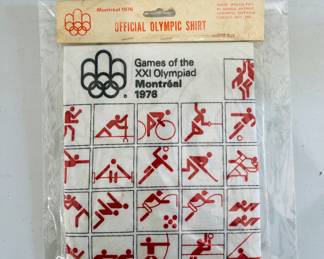 Montréal 1976
OFFICIAL OLYMPIC SHIRT
Games of the
XXI Olympiad
Montréal
1976